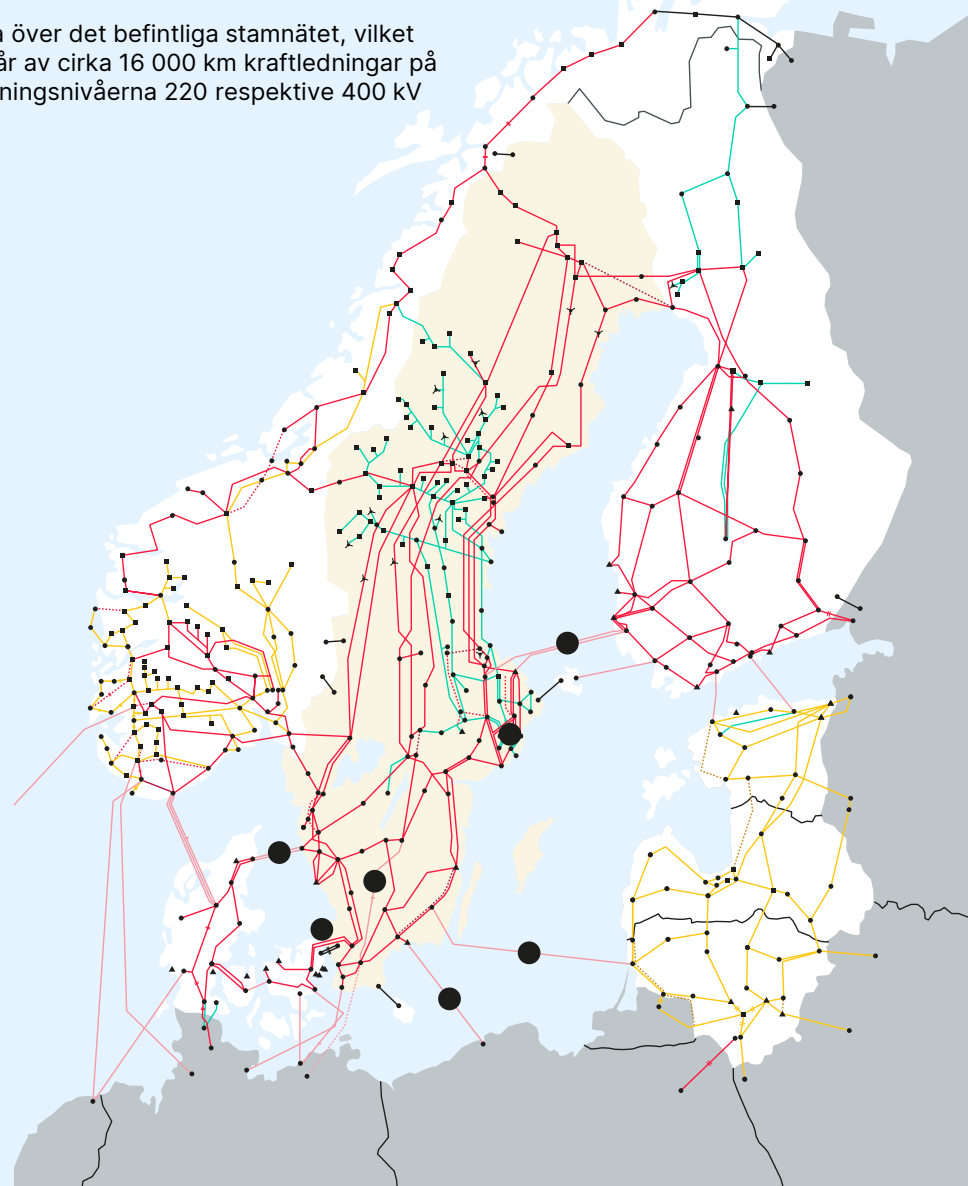 a över det befintliga stamnätet, vilket
år av cirka 16 000 km kraftledningar på
ningsnivåerna 220 respektive 400 kV